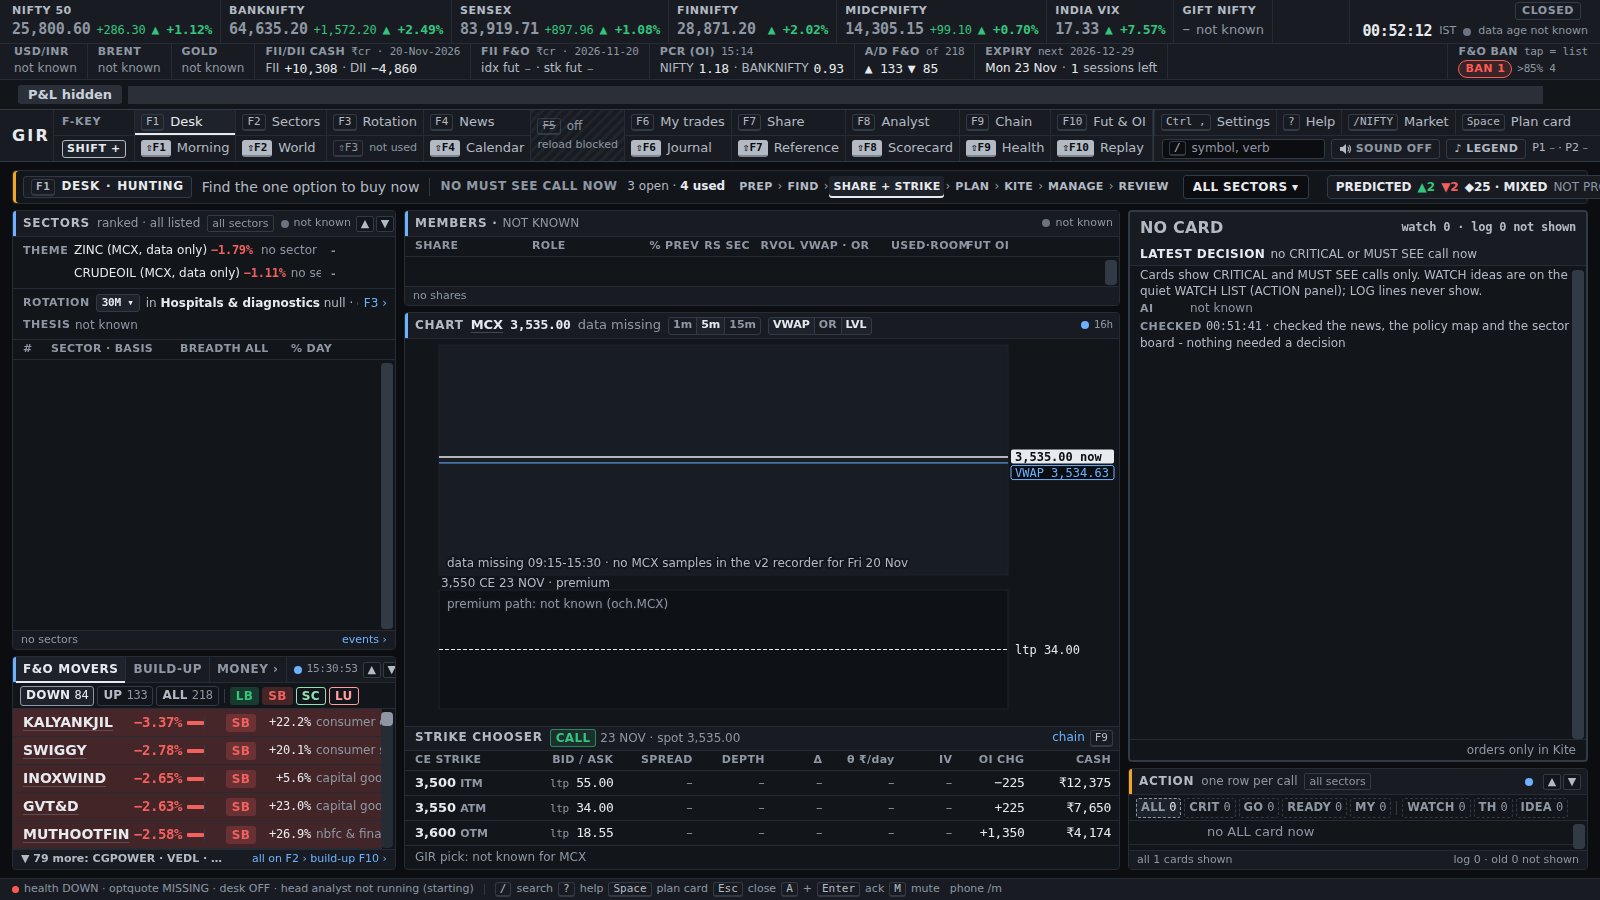 NIFTY 50 BANKNIFTY SENSEX FINNIFTY MIDCPNIFTY INDIA VIX GIFT NIFTY CLOSED
25,800.60 +286.30 ▲ +1.12% 64,635.20 +1,572.20 ▲ +2.49% 83,919.71 +897.96 ▲ +1.08% 28,871.20 ▲ +2.02% 14,305.15 +99.10 ▲ +0.70% 17.33 ▲ +7.57% – not known 00:52:12 IST data age not known
USD/INR BRENT GOLD FII/DII CASH ₹cr · 20-Nov-2026 FII F&O ₹cr · 2026-11-20 PCR (OI) 15:14 A/D F&O of 218 EXPIRY next 2026-12-29 F&O BAN tap = list
not known not known not known FII +10,308 · DII −4,860 idx fut – · stk fut – NIFTY 1.18 · BANKNIFTY 0.93 ▲ 133 ▼ 85 Mon 23 Nov · 1 sessions left BAN 1 >85% 4
P&L hidden
GIR F-KEY F1 Desk F2 Sectors F3 Rotation F4 News F5 off F6 My trades F7 Share F8 Analyst F9 Chain F10 Fut & OI Ctrl , Settings ? Help /NIFTY Market Space Plan card
SHIFT + ⇧F1 Morning ⇧F2 World ⇧F3 not used ⇧F4 Calendar reload blocked ⇧F6 Journal ⇧F7 Reference ⇧F8 Scorecard ⇧F9 Health ⇧F10 Replay / symbol, verb SOUND OFF ♪ LEGEND P1 – · P2 –
F1 DESK · HUNTING Find the one option to buy now NO MUST SEE CALL NOW 3 open · 4 used PREP › FIND › SHARE + STRIKE › PLAN › KITE › MANAGE › REVIEW ALL SECTORS ▾ PREDICTED ▲2 ▼2 ◆25 · MIXED NOT PRO
SECTORS ranked · all listed all sectors not known ▲ ▼
THEME ZINC (MCX, data only) −1.79% no sector -
CRUDEOIL (MCX, data only) −1.11% no se -
ROTATION 30M ▾ in Hospitals & diagnostics null · F3 ›
THESIS not known
# SECTOR · BASIS BREADTH ALL % DAY
no sectors events ›
F&O MOVERS BUILD-UP MONEY › 15:30:53 ▲ ▼
DOWN 84 UP 133 ALL 218 LB SB SC LU
KALYANKJIL −3.37% SB +22.2% consumer
SWIGGY −2.78% SB +20.1% consumer s
INOXWIND −2.65% SB +5.6% capital goo
GVT&D −2.63% SB +23.0% capital goo
MUTHOOTFIN −2.58% SB +26.9% nbfc & fina
▼ 79 more: CGPOWER · VEDL · … all on F2 › build-up F10 ›
MEMBERS · NOT KNOWN not known
SHARE ROLE % PREV RS SEC RVOL VWAP · OR USED·ROOM FUT OI
no shares
CHART MCX 3,535.00 data missing 1m 5m 15m VWAP OR LVL 16h
3,535.00 now
VWAP 3,534.63
data missing 09:15-15:30 · no MCX samples in the v2 recorder for Fri 20 Nov
3,550 CE 23 NOV · premium
premium path: not known (och.MCX)
ltp 34.00
STRIKE CHOOSER CALL 23 NOV · spot 3,535.00 chain F9
CE STRIKE BID / ASK SPREAD DEPTH Δ θ ₹/day IV OI CHG CASH
3,500 ITM ltp 55.00 – – – – – −225 ₹12,375
3,550 ATM ltp 34.00 – – – – – +225 ₹7,650
3,600 OTM ltp 18.55 – – – – – +1,350 ₹4,174
GIR pick: not known for MCX
NO CARD watch 0 · log 0 not shown
LATEST DECISION no CRITICAL or MUST SEE call now
Cards show CRITICAL and MUST SEE calls only. WATCH ideas are on the
quiet WATCH LIST (ACTION panel); LOG lines never show.
AI not known
CHECKED 00:51:41 · checked the news, the policy map and the sector
board - nothing needed a decision
orders only in Kite
ACTION one row per call all sectors ▲ ▼
ALL 0 CRIT 0 GO 0 READY 0 MY 0 WATCH 0 TH 0 IDEA 0
no ALL card now
all 1 cards shown log 0 · old 0 not shown
health DOWN · optquote MISSING · desk OFF · head analyst not running (starting) / search ? help Space plan card Esc close A + Enter ack M mute phone /m